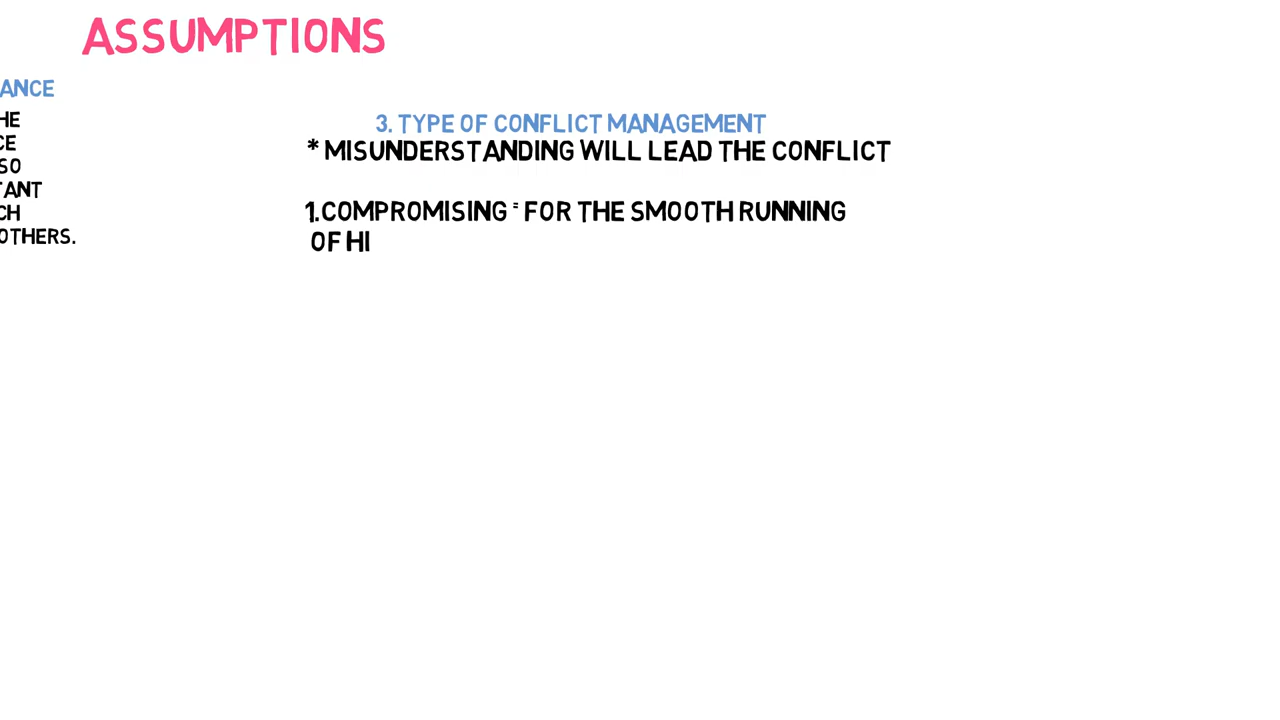 ASSUMPTIONS
ANCE
HE
CE
SO
TANT
CH
OTHERS.
3. TYPE OF CONFLICT MANAGEMENT
* MISUNDERSTANDING WILL LEAD THE CONFLICT
1.COMPROMISING = FOR THE SMOOTH RUNNING
OF HI